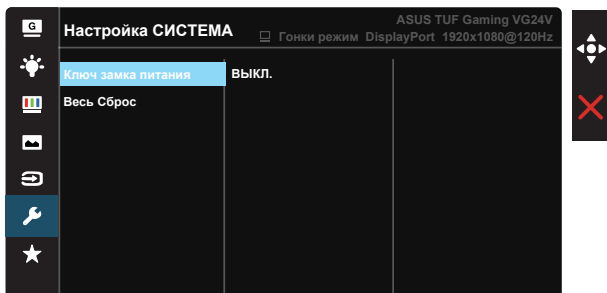 G
Настройка СИСТЕМА
ASUS TUF Gaming VG24V
Гонки режим DisplayPort 1920x1080@120Hz
Ключ замка питания ВЫКЛ.
Весь Сброс